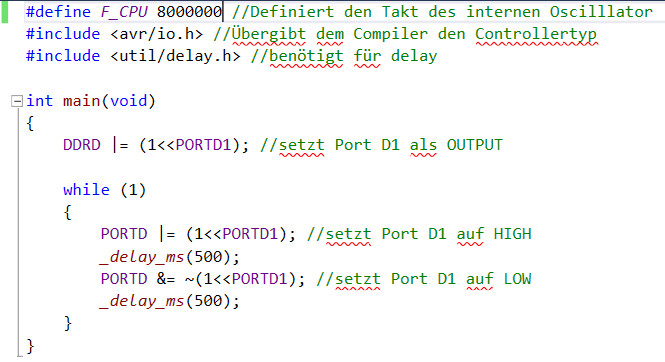 #define F_CPU 8000000 //Definiert den Takt des internen Oscilllator
#include <avr/io.h> //Übergibt dem Compiler den Controllertyp
#include <util/delay.h> //benötigt für delay
int main(void)
{
DDRD |= (1<<PORTD1); //setzt Port D1 als OUTPUT
while (1)
{
PORTD |= (1<<PORTD1); //setzt Port D1 auf HIGH
_delay_ms(500);
PORTD &= ~(1<<PORTD1); //setzt Port D1 auf LOW
_delay_ms(500);
}
}